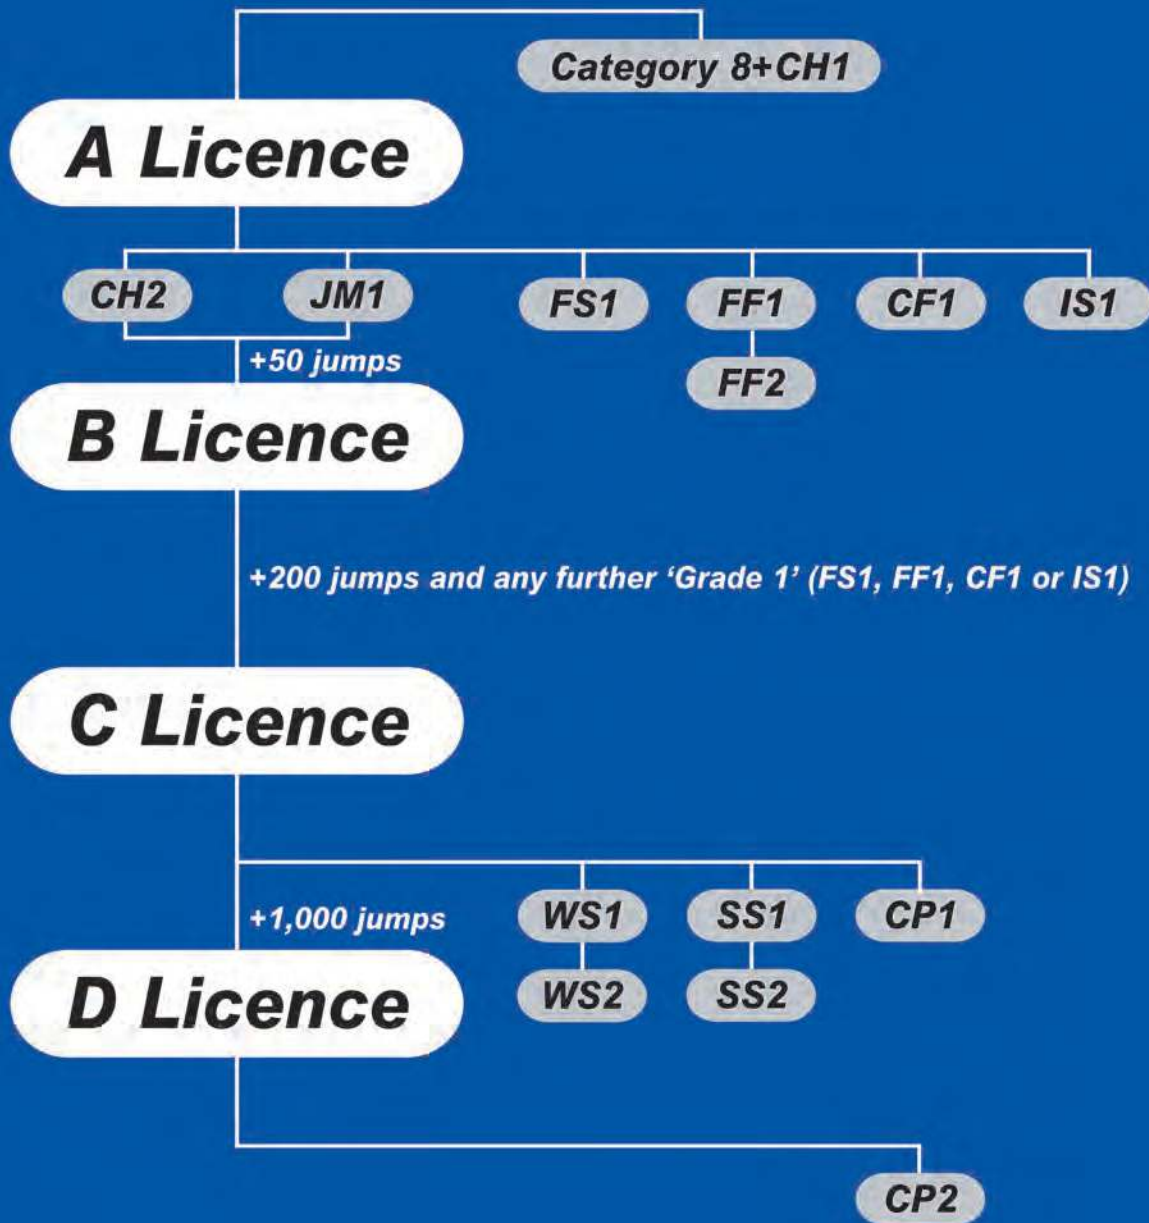 Category 8+CH1
A Licence
CH2
JM1
FS1
FF1
CF1
IS1
FF2
+50 jumps
B Licence
+200 jumps and any further ‘Grade 1’ (FS1, FF1, CF1 or IS1)
C Licence
+1,000 jumps
WS1
SS1
CP1
WS2
SS2
D Licence
CP2